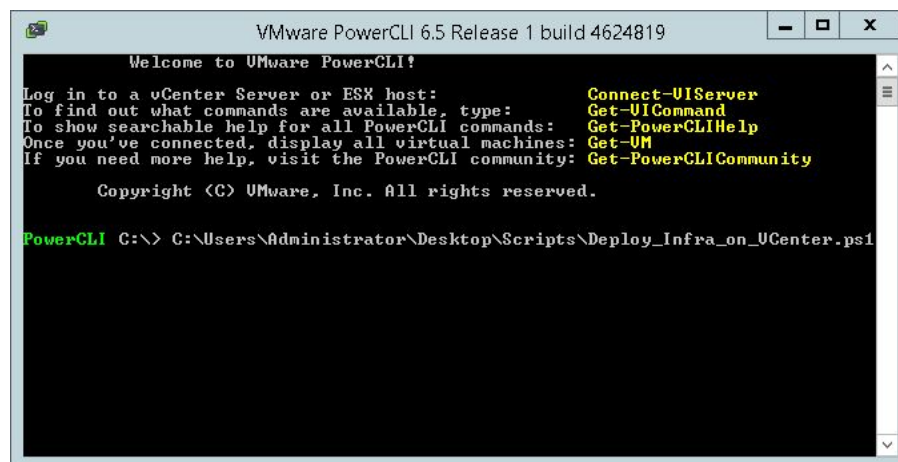 VMware PowerCLI 6.5 Release 1 build 4624819
Welcome to VMware PowerCLI!
Log in to a vCenter Server or ESX host: Connect-VIServer
To find out what commands are available, type: Get-VICommand
To show searchable help for all PowerCLI commands: Get-PowerCLIHelp
Once you've connected, display all virtual machines: Get-VM
If you need more help, visit the PowerCLI community: Get-PowerCLICommunity
Copyright (C) VMware, Inc. All rights reserved.
PowerCLI C:\> C:\Users\Administrator\Desktop\Scripts\Deploy_Infra_on_VCenter.ps1